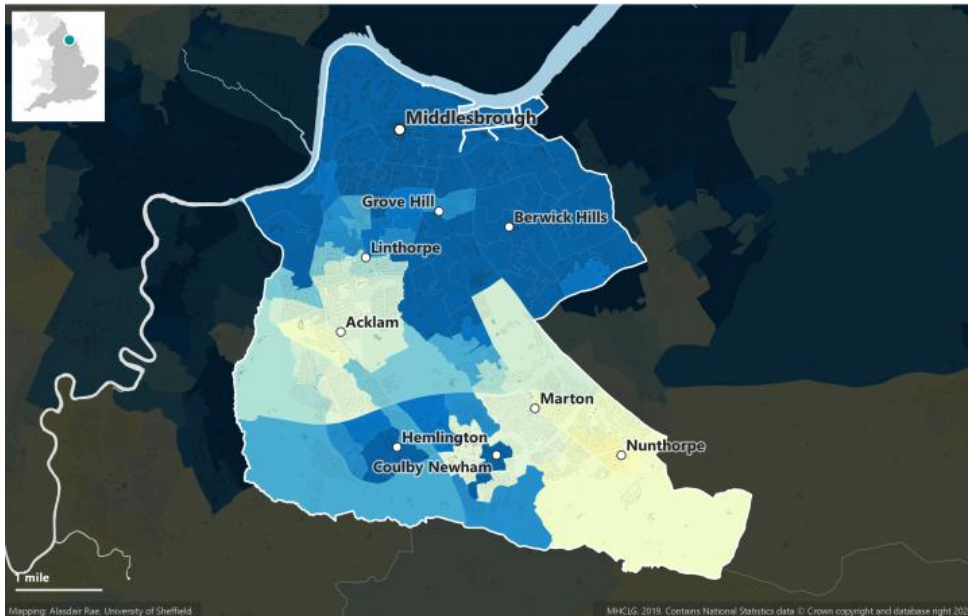 Middlesbrough
Grove Hill
Berwick Hills
Linthorpe
Acklam
Marton
Hemlington
Nunthorpe
Coulby Newham
1 mile
Mapping: Alasdair Rae, University of Sheffield.
MHCLG, 2019. Contains National Statistics data © Crown copyright and database right